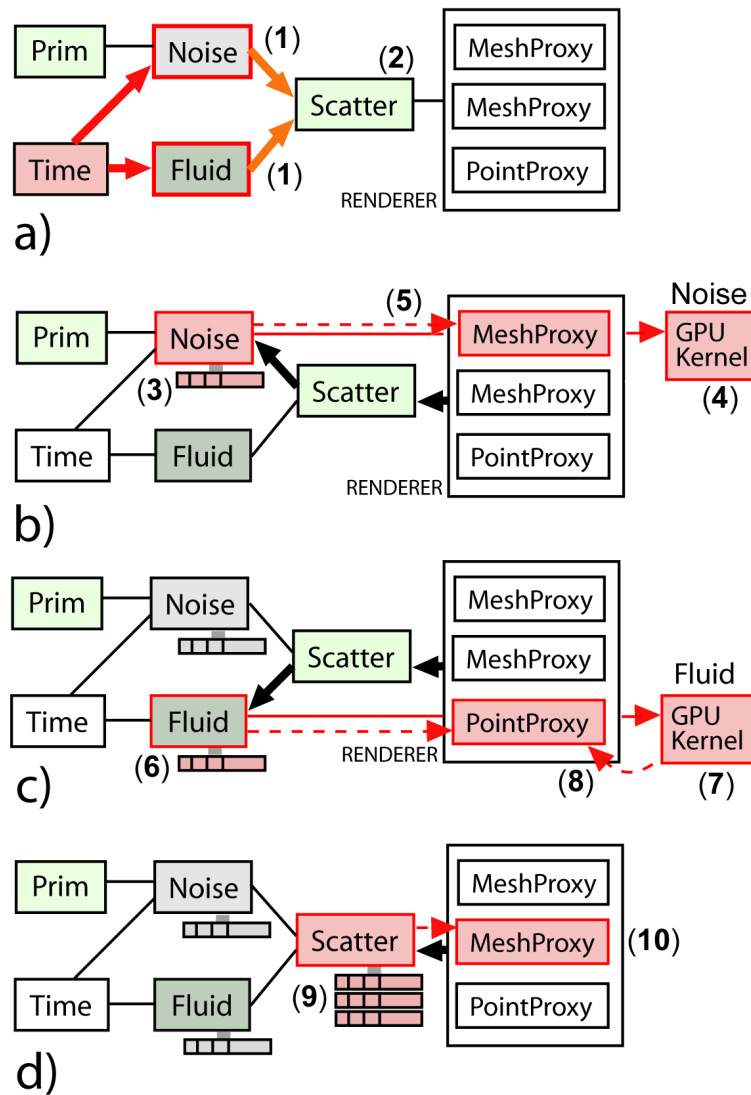 Prim
Noise
(1)
(2)
MeshProxy
Scatter
MeshProxy
Time
Fluid
(1)
PointProxy
RENDERER
a)
Noise
(5)
Prim
Noise
MeshProxy
GPU
Kernel
(3)
(4)
Scatter
MeshProxy
Time
Fluid
PointProxy
RENDERER
b)
Prim
Noise
MeshProxy
Scatter
MeshProxy
Fluid
Time
Fluid
PointProxy
GPU
Kernel
RENDERER
(6)
(8)
(7)
c)
Prim
Noise
MeshProxy
Scatter
MeshProxy
(10)
(9)
Time
Fluid
PointProxy
d)